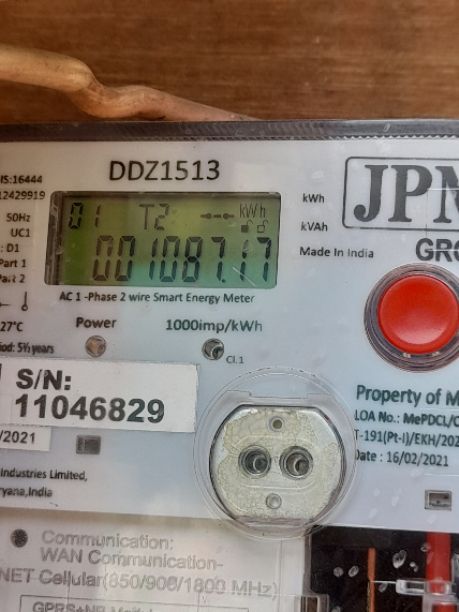 DDZ1513
IS:16444
12429919
50Hz
UC1
: D1
Part 1
Part 2
27°C
riod: 5½ years
01 T2 kWh
001087.17
kWh
kVAh
Made in India
JPM
GRO
AC 1 -Phase 2 wire Smart Energy Meter
Power
1000imp/kWh
Cl.1
S/N:
11046829
/2021
Industries Limited,
ryana,India
Property of M
LOA No.: MePDCL/C
T-191(Pt-I)/EKH/202
Date : 16/02/2021
Communication:
WAN Communication-
NET Cellular(850/900/1800 MHz)